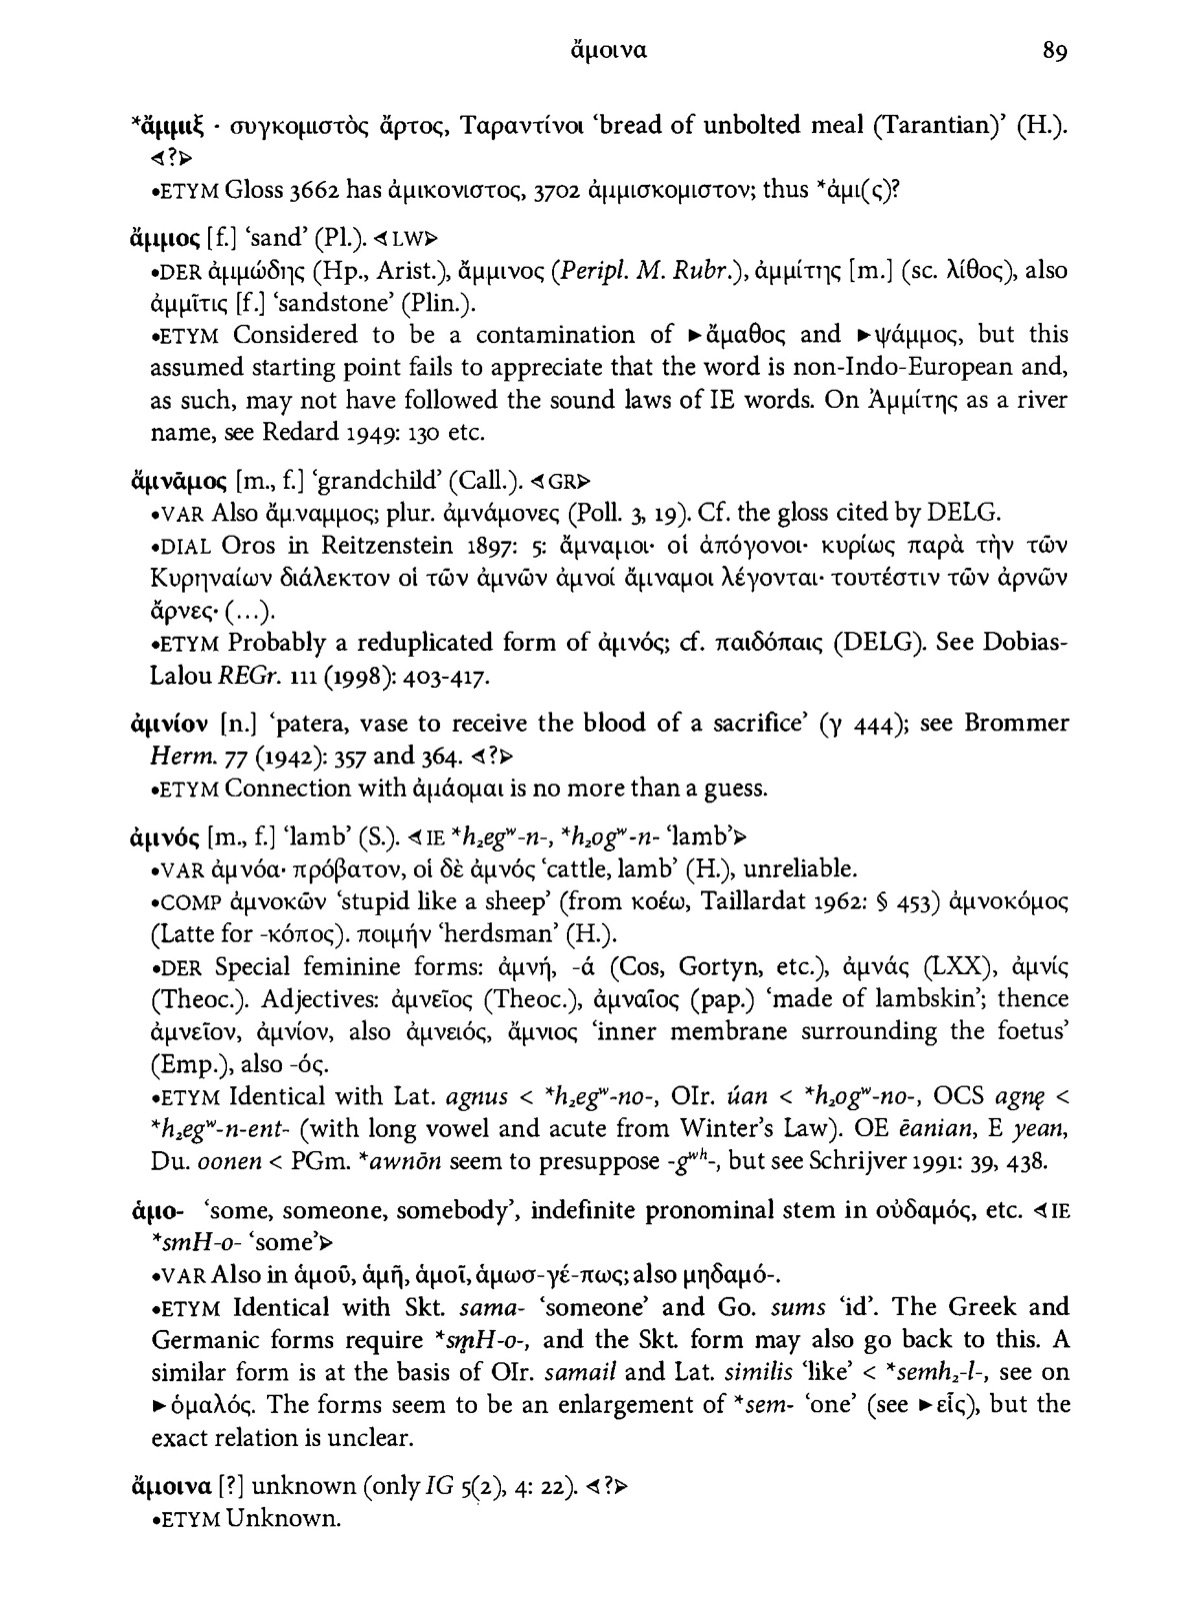 ἄμοινα 89
*ἄμμιξ · συγκομιστὸς ἄρτος, Ταραντίνοι ‘bread of unbolted meal (Tarantian)’ (H.).
⊲?⊳
•ETYM Gloss 3662 has ἀμικονιστος, 3702 ἀμμισκομιστον; thus *ἀμι(ς)?
ἄμμος [f.] ‘sand’ (Pl.). ⊲LW⊳
•DER ἀμμώδης (Hp., Arist.), ἄμμινος (Peripl. M. Rubr.), ἀμμίτης [m.] (sc. λίθος), also
ἀμμῖτις [f.] ‘sandstone’ (Plin.).
•ETYM Considered to be a contamination of ►ἄμαθος and ►ψάμμος, but this
assumed starting point fails to appreciate that the word is non-Indo-European and,
as such, may not have followed the sound laws of IE words. On Ἀμμίτης as a river
name, see Redard 1949: 130 etc.
ἄμνᾱμος [m., f.] ‘grandchild’ (Call.). ⊲GR⊳
•VAR Also ἄμναμμος; plur. ἀμνάμονες (Poll. 3, 19). Cf. the gloss cited by DELG.
•DIAL Oros in Reitzenstein 1897: 5: ἄμναμοι· οἱ ἀπόγονοι· κυρίως παρὰ τὴν τῶν
Κυρηναίων διάλεκτον οἱ τῶν ἀμνῶν ἀμνοί ἄμναμοι λέγονται· τουτέστιν τῶν ἀρνῶν
ἄρνες· (…).
•ETYM Probably a reduplicated form of ἀμνός; cf. παιδόπαις (DELG). See Dobias-
Lalou REGr. 111 (1998): 403-417.
ἀμνίον [n.] ‘patera, vase to receive the blood of a sacrifice’ (γ 444); see Brommer
Herm. 77 (1942): 357 and 364. ⊲?⊳
•ETYM Connection with ἀμάομαι is no more than a guess.
ἀμνός [m., f.] ‘lamb’ (S.). ⊲IE *h₂egʷ-n-, *h₂ogʷ-n- ‘lamb’⊳
•VAR ἀμνόα· πρόβατον, οἱ δὲ ἀμνός ‘cattle, lamb’ (H.), unreliable.
•COMP ἀμνοκῶν ‘stupid like a sheep’ (from κοέω, Taillardat 1962: § 453) ἀμνοκόμος
(Latte for -κόπος). ποιμήν ‘herdsman’ (H.).
•DER Special feminine forms: ἀμνή, -ά (Cos, Gortyn, etc.), ἀμνάς (LXX), ἀμνίς
(Theoc.). Adjectives: ἀμνεῖος (Theoc.), ἀμναῖος (pap.) ‘made of lambskin’; thence
ἀμνεῖον, ἀμνίον, also ἀμνειός, ἄμνιος ‘inner membrane surrounding the foetus’
(Emp.), also -ός.
•ETYM Identical with Lat. agnus < *h₂egʷ-no-, OIr. úan < *h₂ogʷ-no-, OCS agnę <
*h₂egʷ-n-ent- (with long vowel and acute from Winter’s Law). OE ēanian, E yean,
Du. oonen < PGm. *awnōn seem to presuppose -gʷʰ-, but see Schrijver 1991: 39, 438.
ἁμο- ‘some, someone, somebody’, indefinite pronominal stem in οὐδαμός, etc. ⊲IE
*smH-o- ‘some’⊳
•VAR Also in ἁμοῦ, ἁμῆ, ἁμοῖ, ἁμωσ-γέ-πως; also μηδαμό-.
•ETYM Identical with Skt. sama- ‘someone’ and Go. sums ‘id’. The Greek and
Germanic forms require *sm̥H-o-, and the Skt. form may also go back to this. A
similar form is at the basis of OIr. samail and Lat. similis ‘like’ < *semh₂-l-, see on
►ὁμαλός. The forms seem to be an enlargement of *sem- ‘one’ (see ►εἷς), but the
exact relation is unclear.
ἄμοινα [?] unknown (only IG 5(2), 4: 22). ⊲?⊳
•ETYM Unknown.